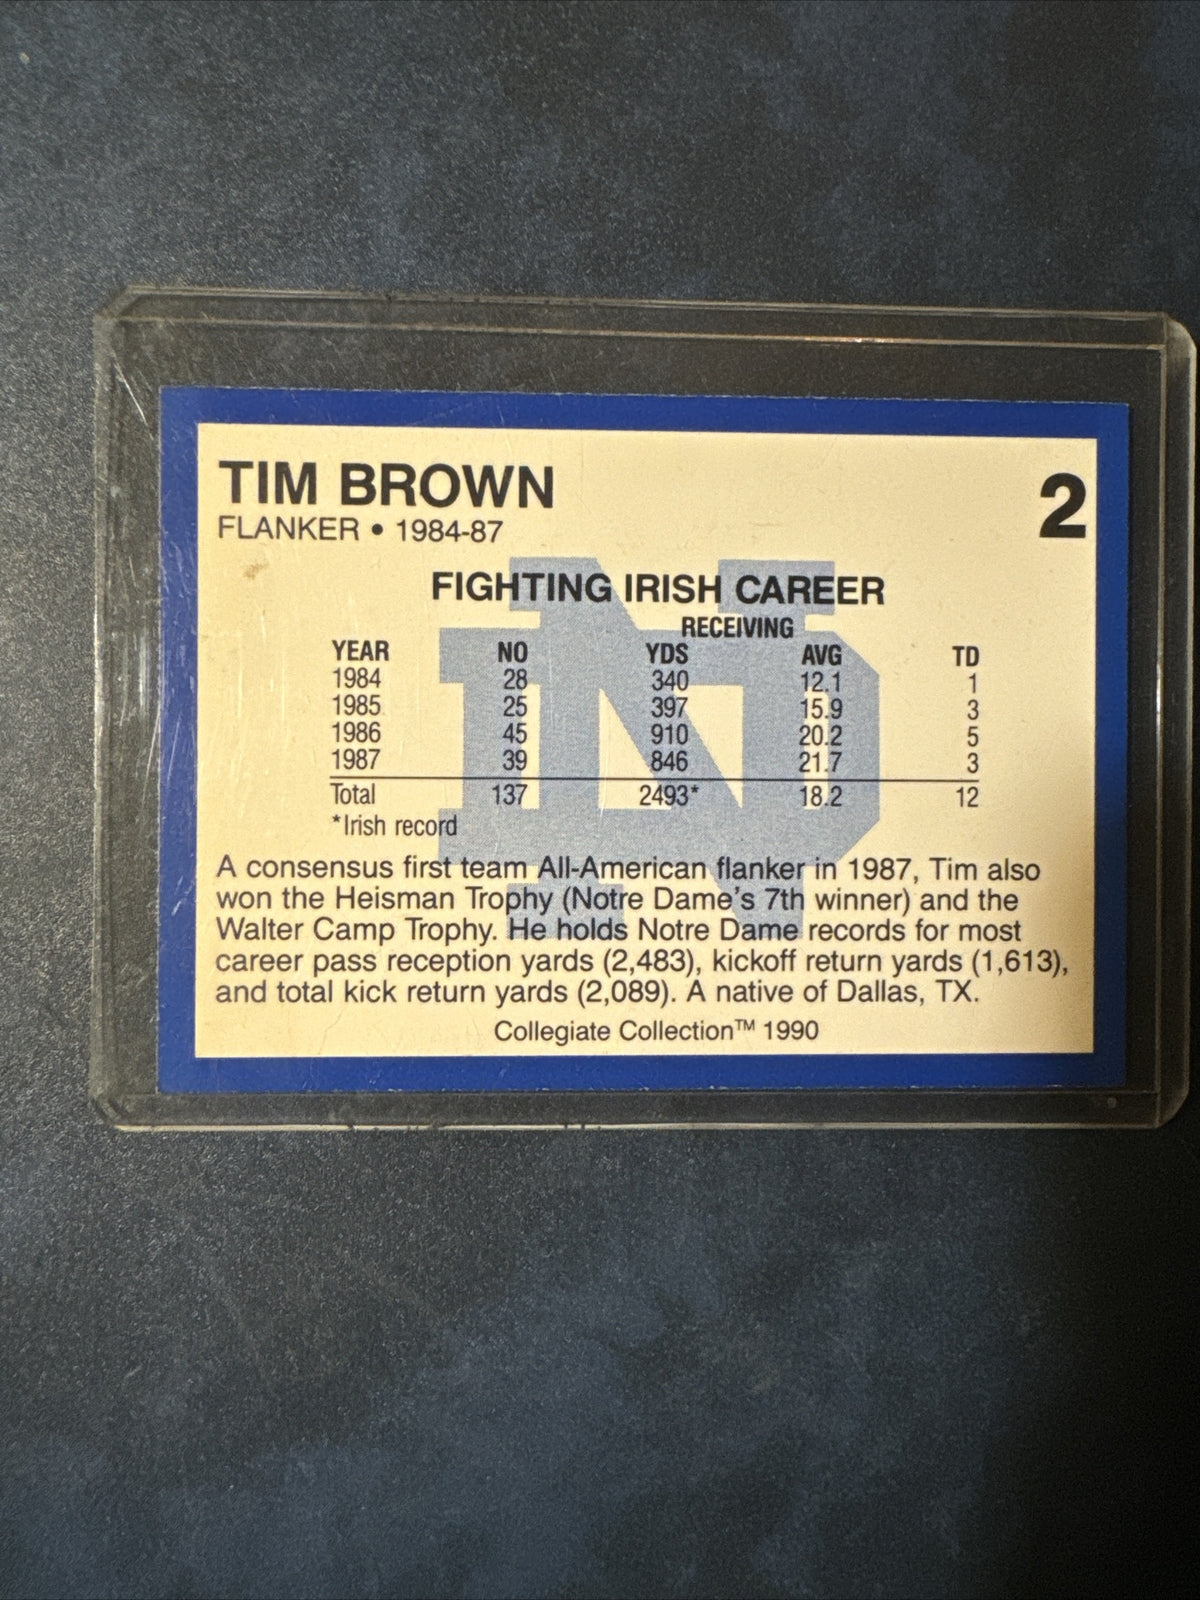 TIM BROWN
2
FLANKER • 1984-87
FIGHTING IRISH CAREER
RECEIVING
YEAR NO YDS AVG TD
1984 28 340 12.1 1
1985 25 397 15.9 3
1986 45 910 20.2 5
1987 39 846 21.7 3
Total 137 2493* 18.2 12
*Irish record
A consensus first team All-American flanker in 1987, Tim also
won the Heisman Trophy (Notre Dame's 7th winner) and the
Walter Camp Trophy. He holds Notre Dame records for most
career pass reception yards (2,483), kickoff return yards (1,613),
and total kick return yards (2,089). A native of Dallas, TX.
Collegiate Collection™ 1990